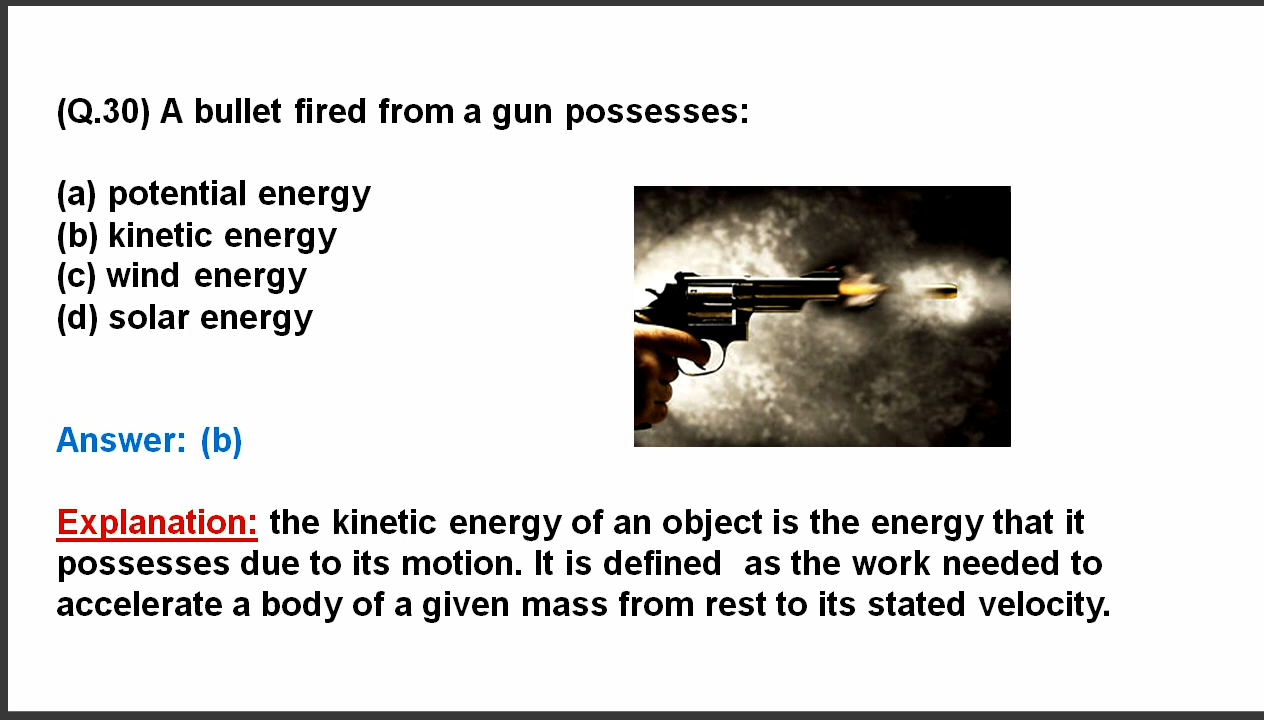 (Q.30) A bullet fired from a gun possesses:
(a) potential energy
(b) kinetic energy
(c) wind energy
(d) solar energy
Answer: (b)
Explanation: the kinetic energy of an object is the energy that it
possesses due to its motion. It is defined as the work needed to
accelerate a body of a given mass from rest to its stated velocity.